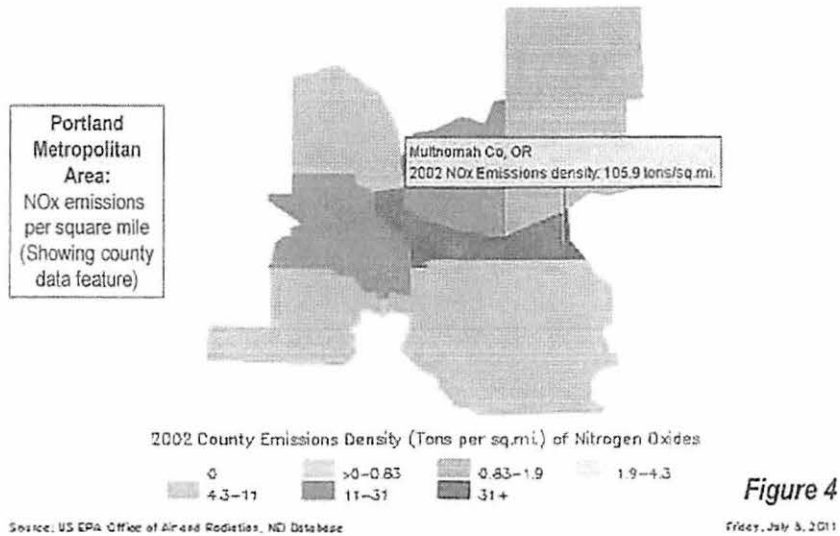 Portland
Metropolitan
Area:
NOx emissions
per square mile
(Showing county
data feature)
Multnomah Co, OR
2002 NOx Emissions density: 105.9 tons/sq.mi.
2002 County Emissions Density (Tons per sq.mi.) of Nitrogen Oxides
0 >0-0.83 0.83-1.9 1.9-4.3
4.3-11 11-31 31+
Figure 4
Source: US EPA Office of Air and Radiation, NEI Database
Friday, July 8, 2011